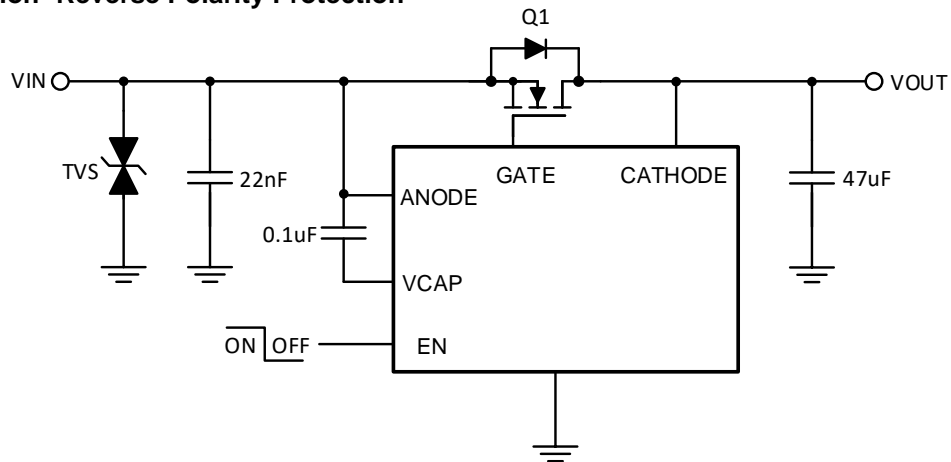 Reverse Polarity Protection
Q1
VIN
VOUT
TVS
22nF
GATE
CATHODE
47uF
ANODE
0.1uF
VCAP
ON
OFF
EN